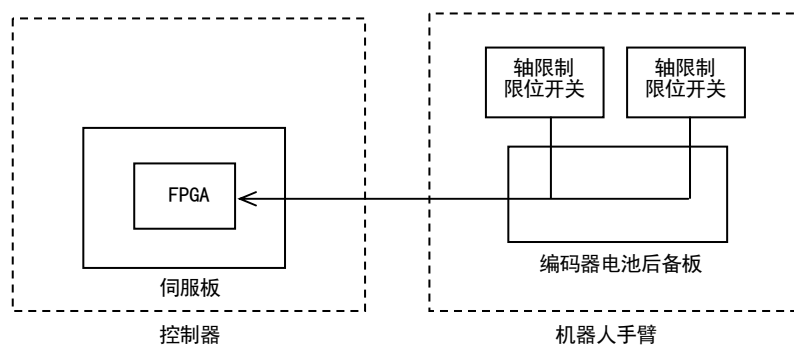 轴限制
限位开关
轴限制
限位开关
FPGA
编码器电池后备板
伺服板
控制器
机器人手臂